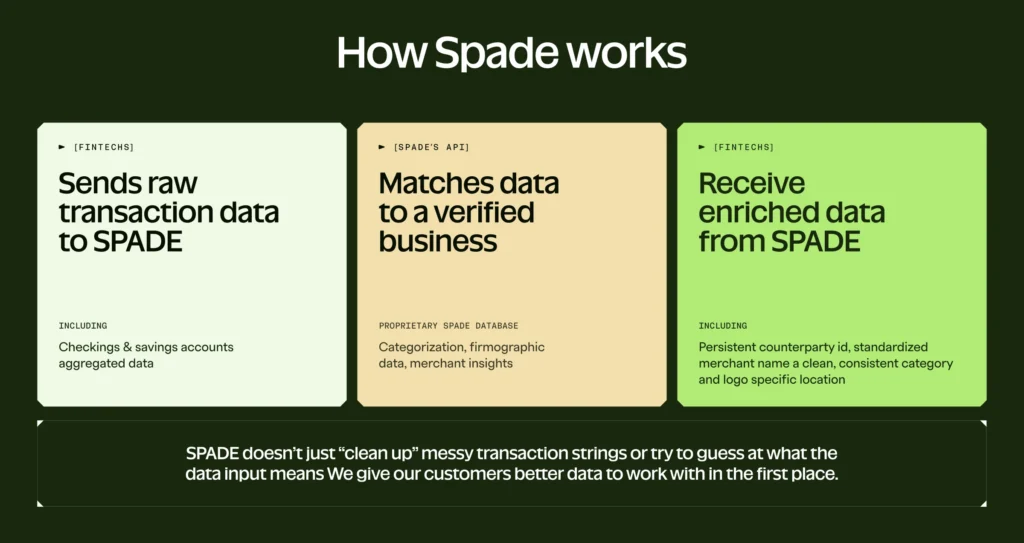 How Spade works
► [FINTECHS]
Sends raw
transaction data
to SPADE
INCLUDING
Checkings & savings accounts
aggregated data
► [SPADE'S API]
Matches data
to a verified
business
PROPRIETARY SPADE DATABASE
Categorization, firmographic
data, merchant insights
► [FINTECHS]
Receive
enriched data
from SPADE
INCLUDING
Persistent counterparty id, standardized
merchant name a clean, consistent category
and logo specific location
SPADE doesn’t just “clean up” messy transaction strings or try to guess at what the
data input means We give our customers better data to work with in the first place.